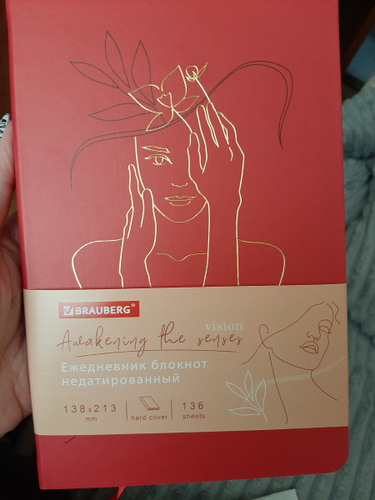 BRAUBERG
vision
Awakening the senses
Ежедневник блокнот
недатированный
138x213 136
mm hard cover sheets